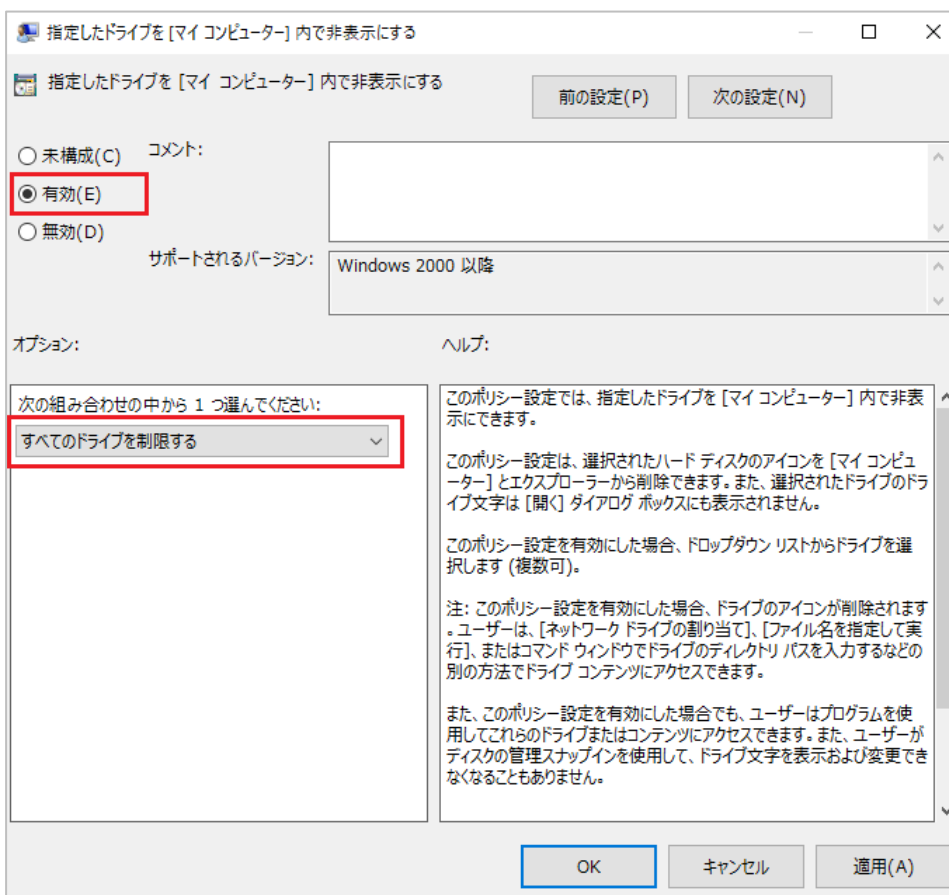 指定したドライブを [マイ コンピューター] 内で非表示にする
指定したドライブを [マイ コンピューター] 内で非表示にする
前の設定(P)
次の設定(N)
未構成(C)
コメント:
有効(E)
無効(D)
サポートされるバージョン:
Windows 2000 以降
オプション:
ヘルプ:
次の組み合わせの中から 1 つ選んでください:
すべてのドライブを制限する
このポリシー設定では、指定したドライブを [マイ コンピューター] 内で非表
示にできます。
このポリシー設定は、選択されたハード ディスクのアイコンを [マイ コンピュ
ーター] とエクスプローラーから削除できます。また、選択されたドライブのドラ
イブ文字は [開く] ダイアログ ボックスにも表示されません。
このポリシー設定を有効にした場合、ドロップダウン リストからドライブを選
択します (複数可)。
注: このポリシー設定を有効にした場合、ドライブのアイコンが削除されます
。ユーザーは、[ネットワーク ドライブの割り当て]、[ファイル名を指定して実
行]、またはコマンド ウィンドウでドライブのディレクトリ パスを入力するなどの
別の方法でドライブ コンテンツにアクセスできます。
また、このポリシー設定を有効にした場合でも、ユーザーはプログラムを使
用してこれらのドライブまたはコンテンツにアクセスできます。また、ユーザーが
ディスクの管理スナップインを使用して、ドライブ文字を表示および変更でき
なくなることもありません。
OK
キャンセル
適用(A)